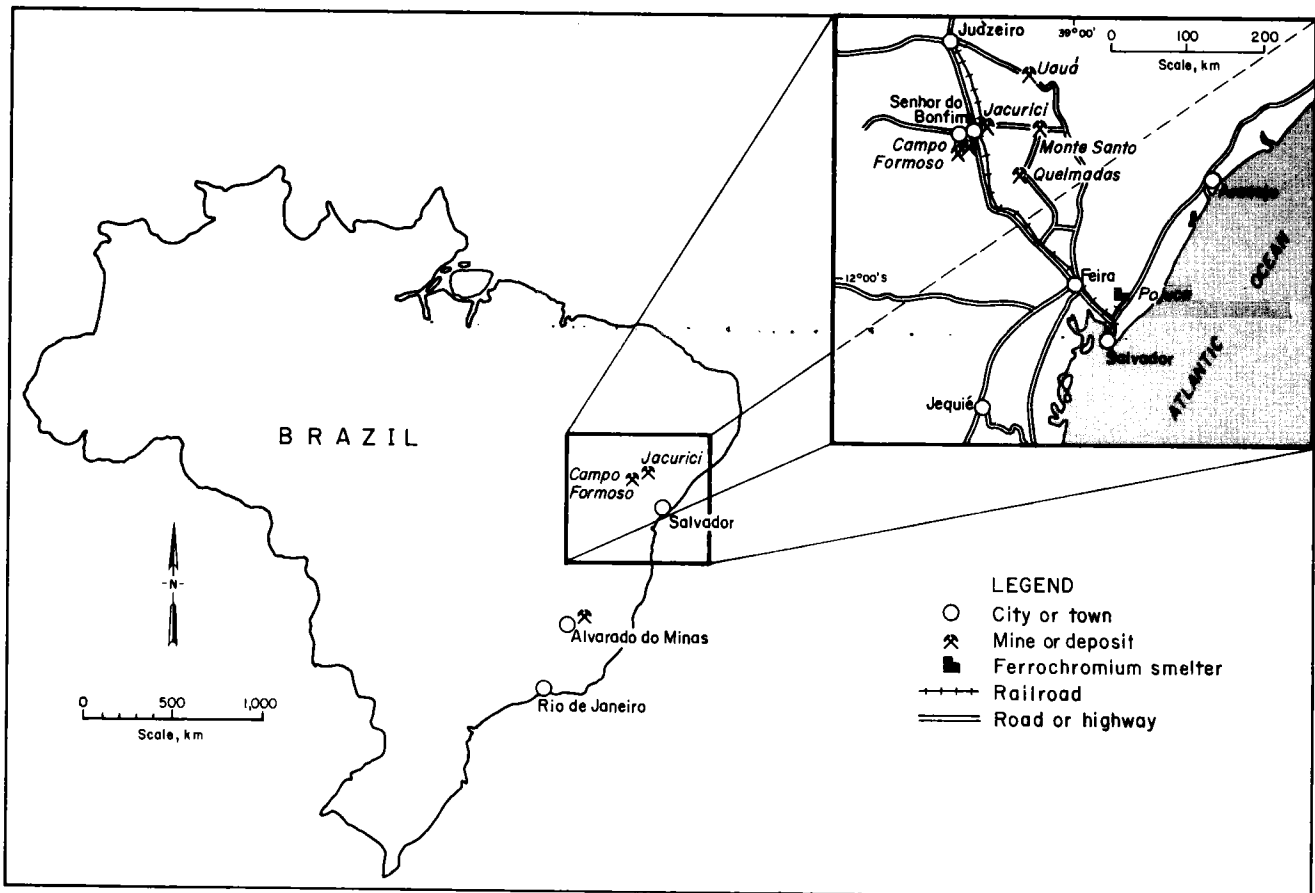 BRAZIL
Campo
Formoso
Jacurici
Salvador
Alvarado do Minas
Rio de Janeiro
-N-
0 500 1,000
Scale, km
Juazeiro
39°00'
0 100 200
Scale, km
Uauá
Senhor do
Bonfim
Jacurici
Campo
Formoso
Monte Santo
Quelmadas
12°00'S
Feira
Pojuca
Salvador
Jequié
ATLANTIC OCEAN
LEGEND
City or town
Mine or deposit
Ferrochromium smelter
Railroad
Road or highway